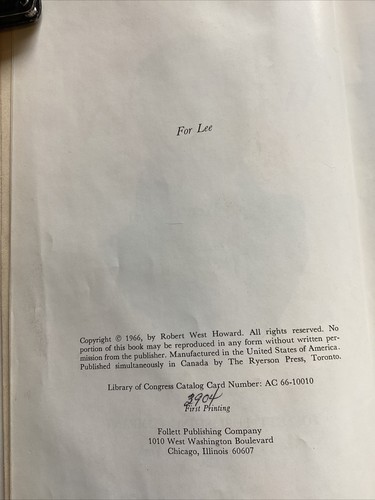 For Lee
Copyright © 1966, by Robert West Howard. All rights reserved. No
portion of this book may be reproduced in any form without written per-
mission from the publisher. Manufactured in the United States of America.
Published simultaneously in Canada by The Ryerson Press, Toronto.
Library of Congress Catalog Card Number: AC 66-10010
3904
First Printing
Follett Publishing Company
1010 West Washington Boulevard
Chicago, Illinois 60607